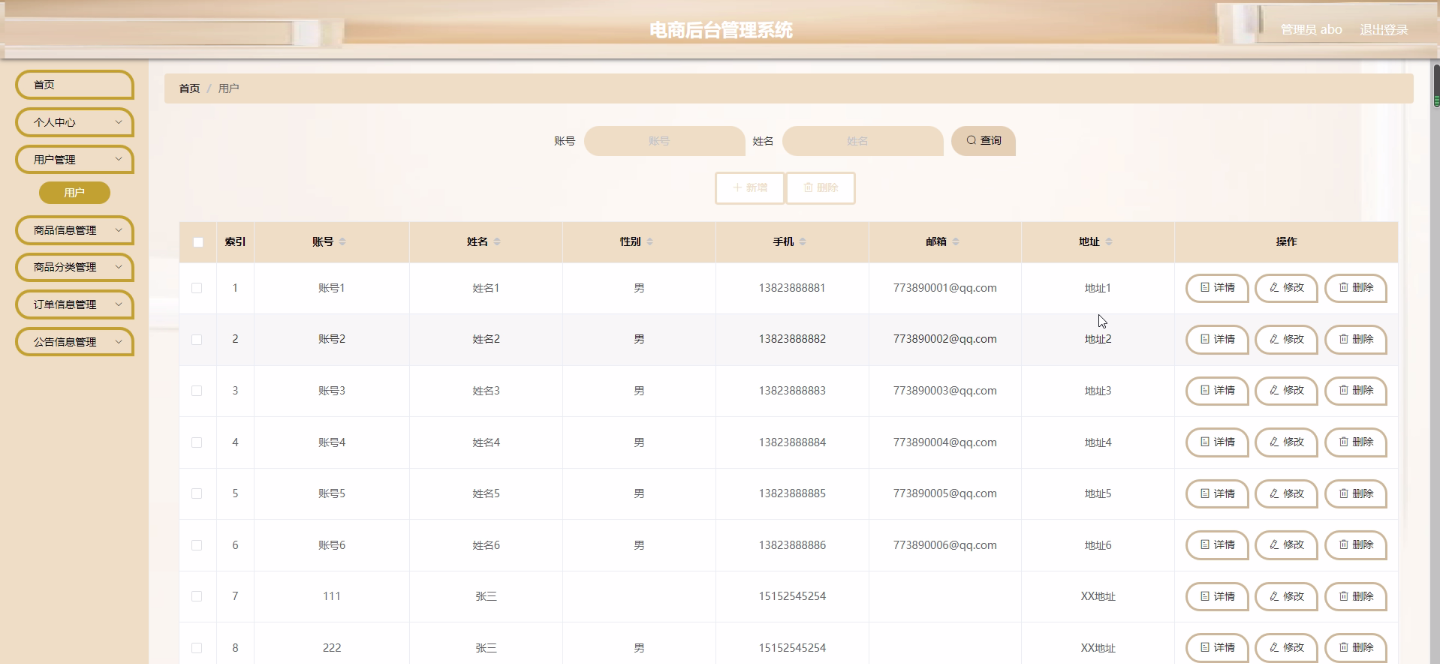 电商后台管理系统
管理员 abo 退出登录
首页
个人中心
用户管理
用户
商品信息管理
商品分类管理
订单信息管理
公告信息管理
首页 / 用户
账号 账号 姓名 姓名 查询
新增 删除
索引 账号 姓名 性别 手机 邮箱 地址 操作
1 账号1 姓名1 男 13823888881 773890001@qq.com 地址1 详情 修改 删除
2 账号2 姓名2 男 13823888882 773890002@qq.com 地址2 详情 修改 删除
3 账号3 姓名3 男 13823888883 773890003@qq.com 地址3 详情 修改 删除
4 账号4 姓名4 男 13823888884 773890004@qq.com 地址4 详情 修改 删除
5 账号5 姓名5 男 13823888885 773890005@qq.com 地址5 详情 修改 删除
6 账号6 姓名6 男 13823888886 773890006@qq.com 地址6 详情 修改 删除
7 111 张三 15152545254 XX地址 详情 修改 删除
8 222 张三 男 15152545254 XX地址 详情 修改 删除